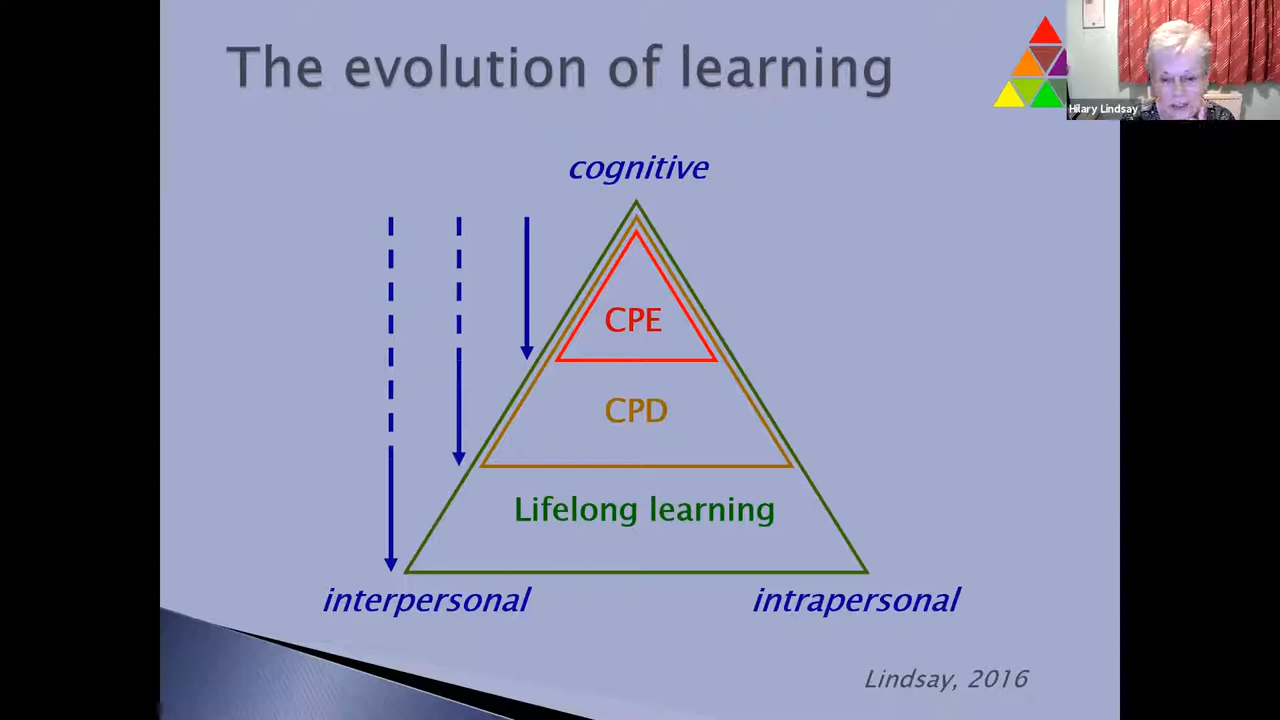 The evolution of learning
Hilary Lindsay
cognitive
CPE
CPD
Lifelong learning
interpersonal
intrapersonal
Lindsay, 2016